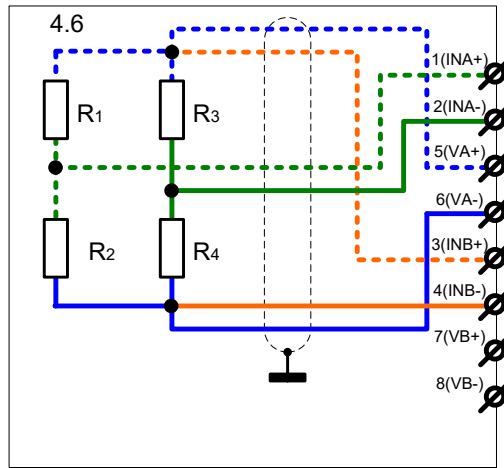 4.6
R1
R3
R2
R4
1(INA+)
2(INA-)
5(VA+)
6(VA-)
3(INB+)
4(INB-)
7(VB+)
8(VB-)